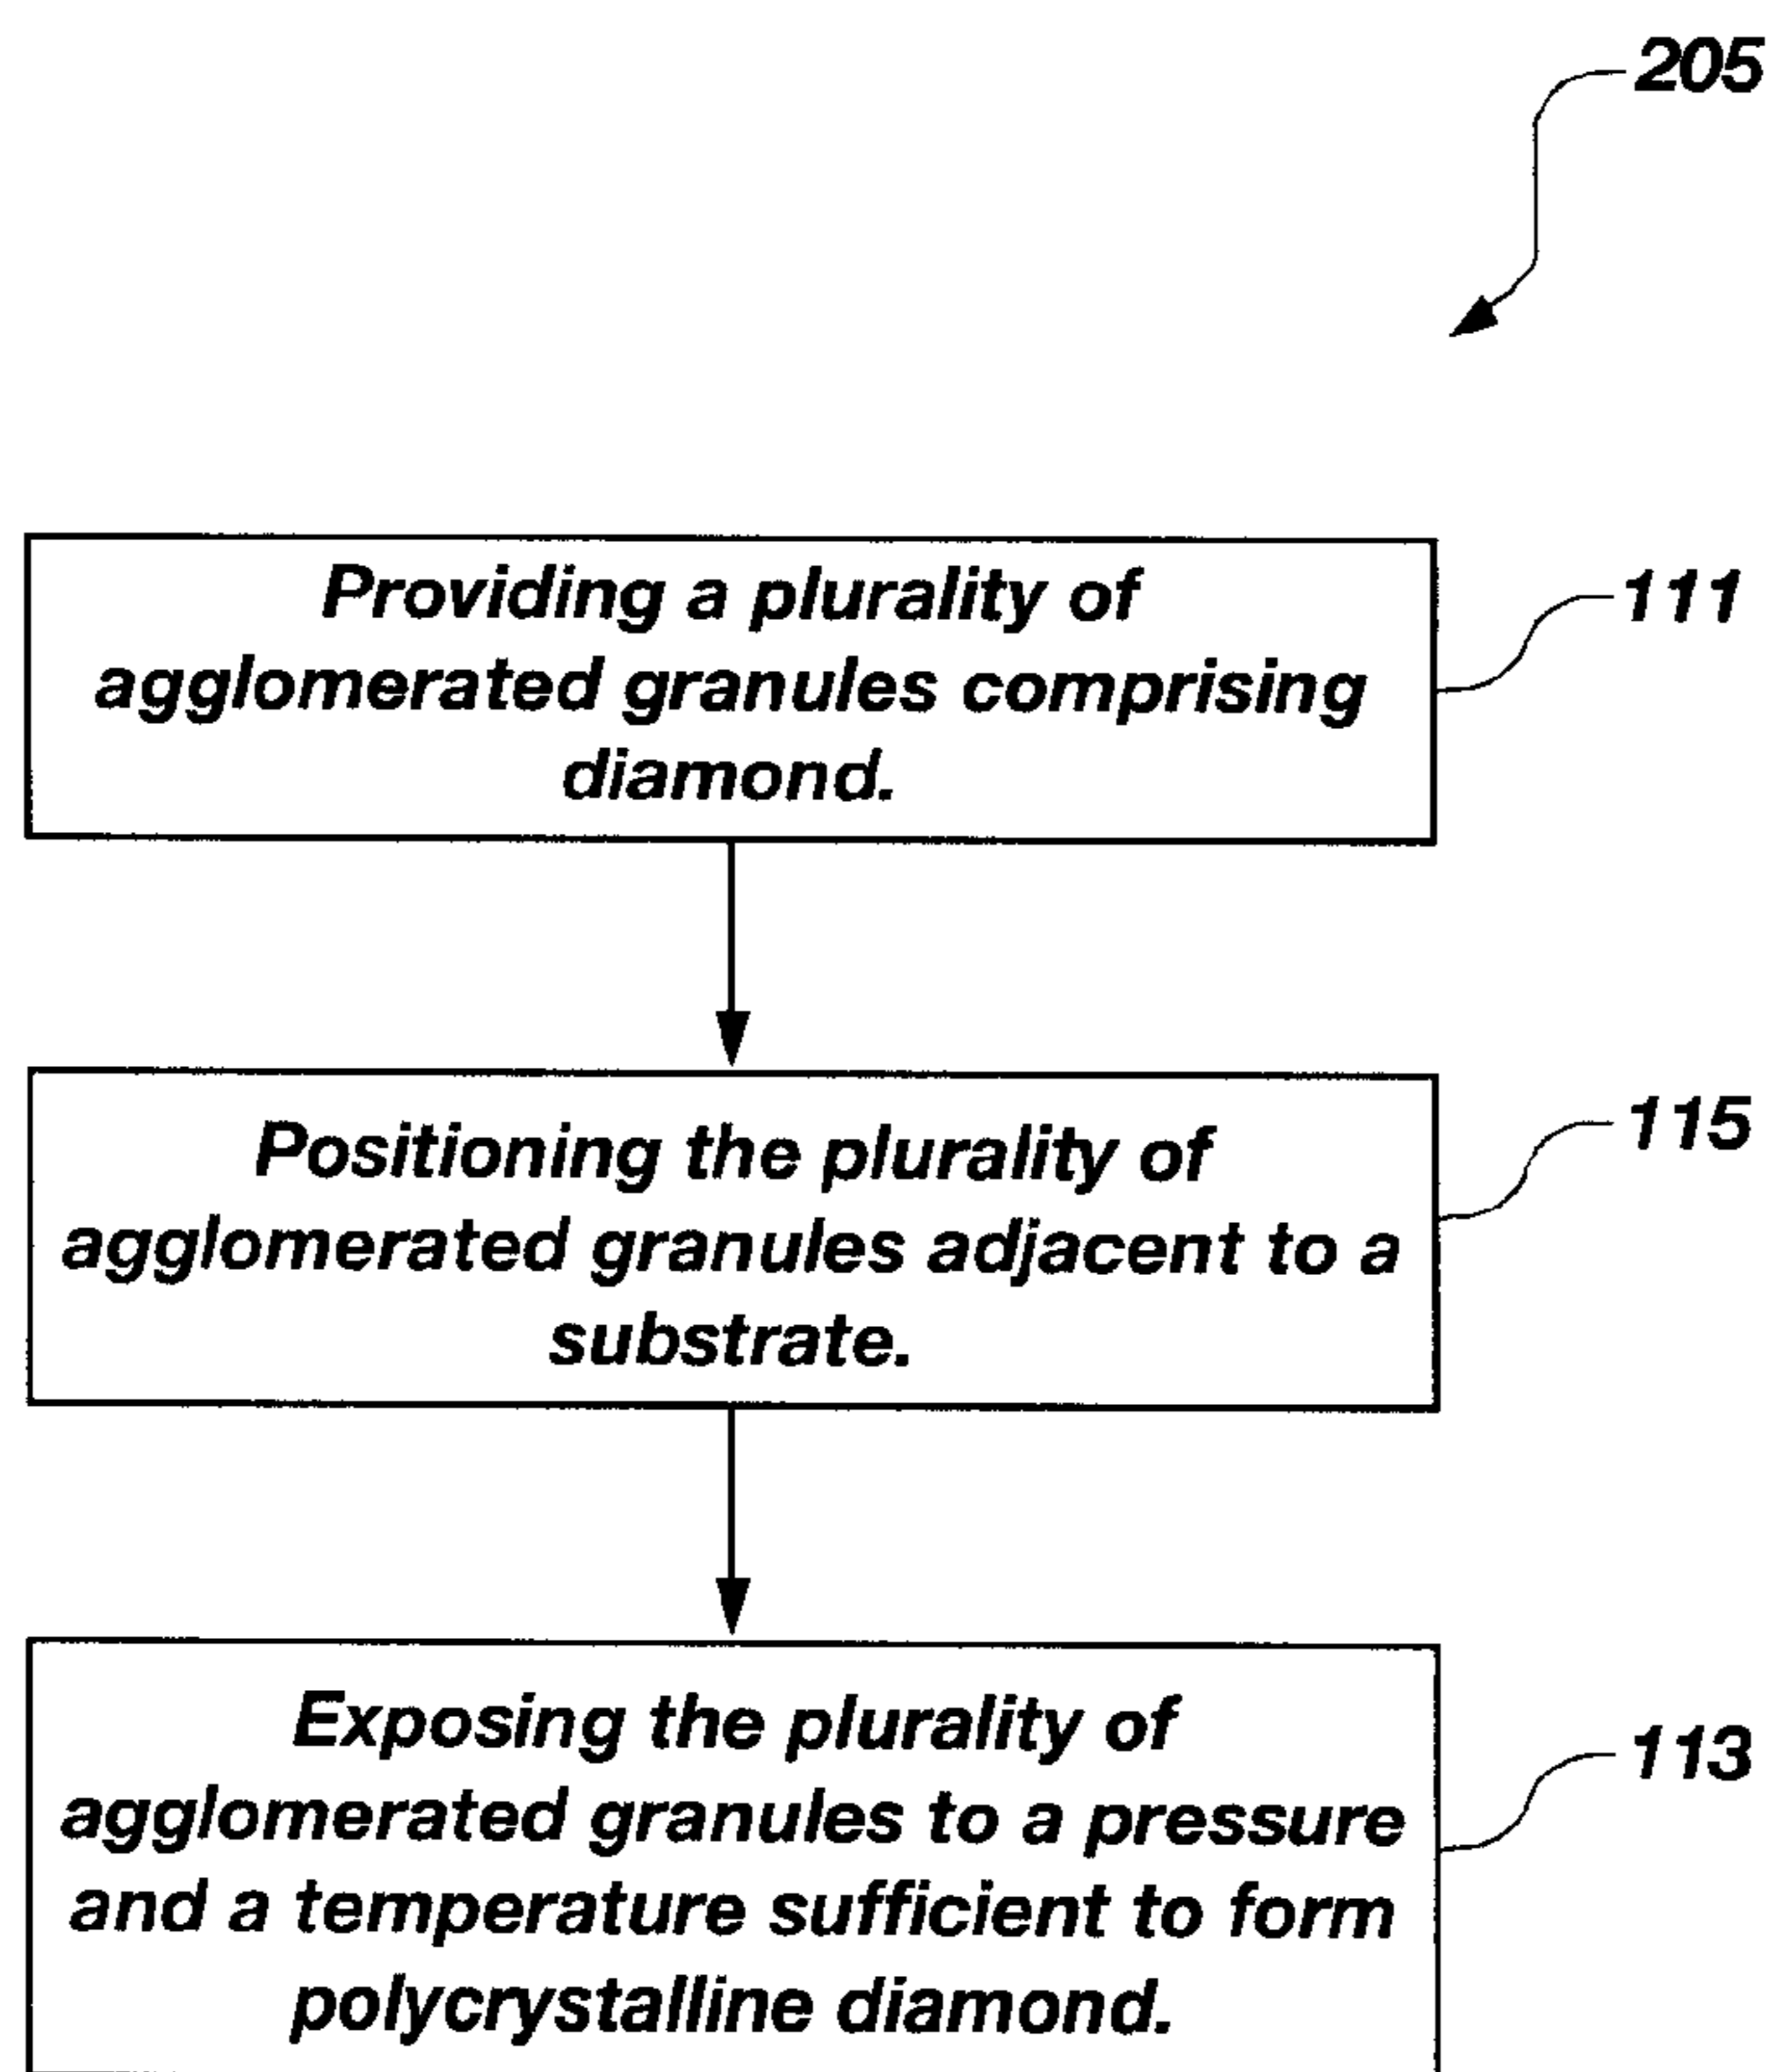 205
Providing a plurality of
agglomerated granules comprising
diamond.
111
Positioning the plurality of
agglomerated granules adjacent to a
substrate.
115
Exposing the plurality of
agglomerated granules to a pressure
and a temperature sufficient to form
polycrystalline diamond.
113